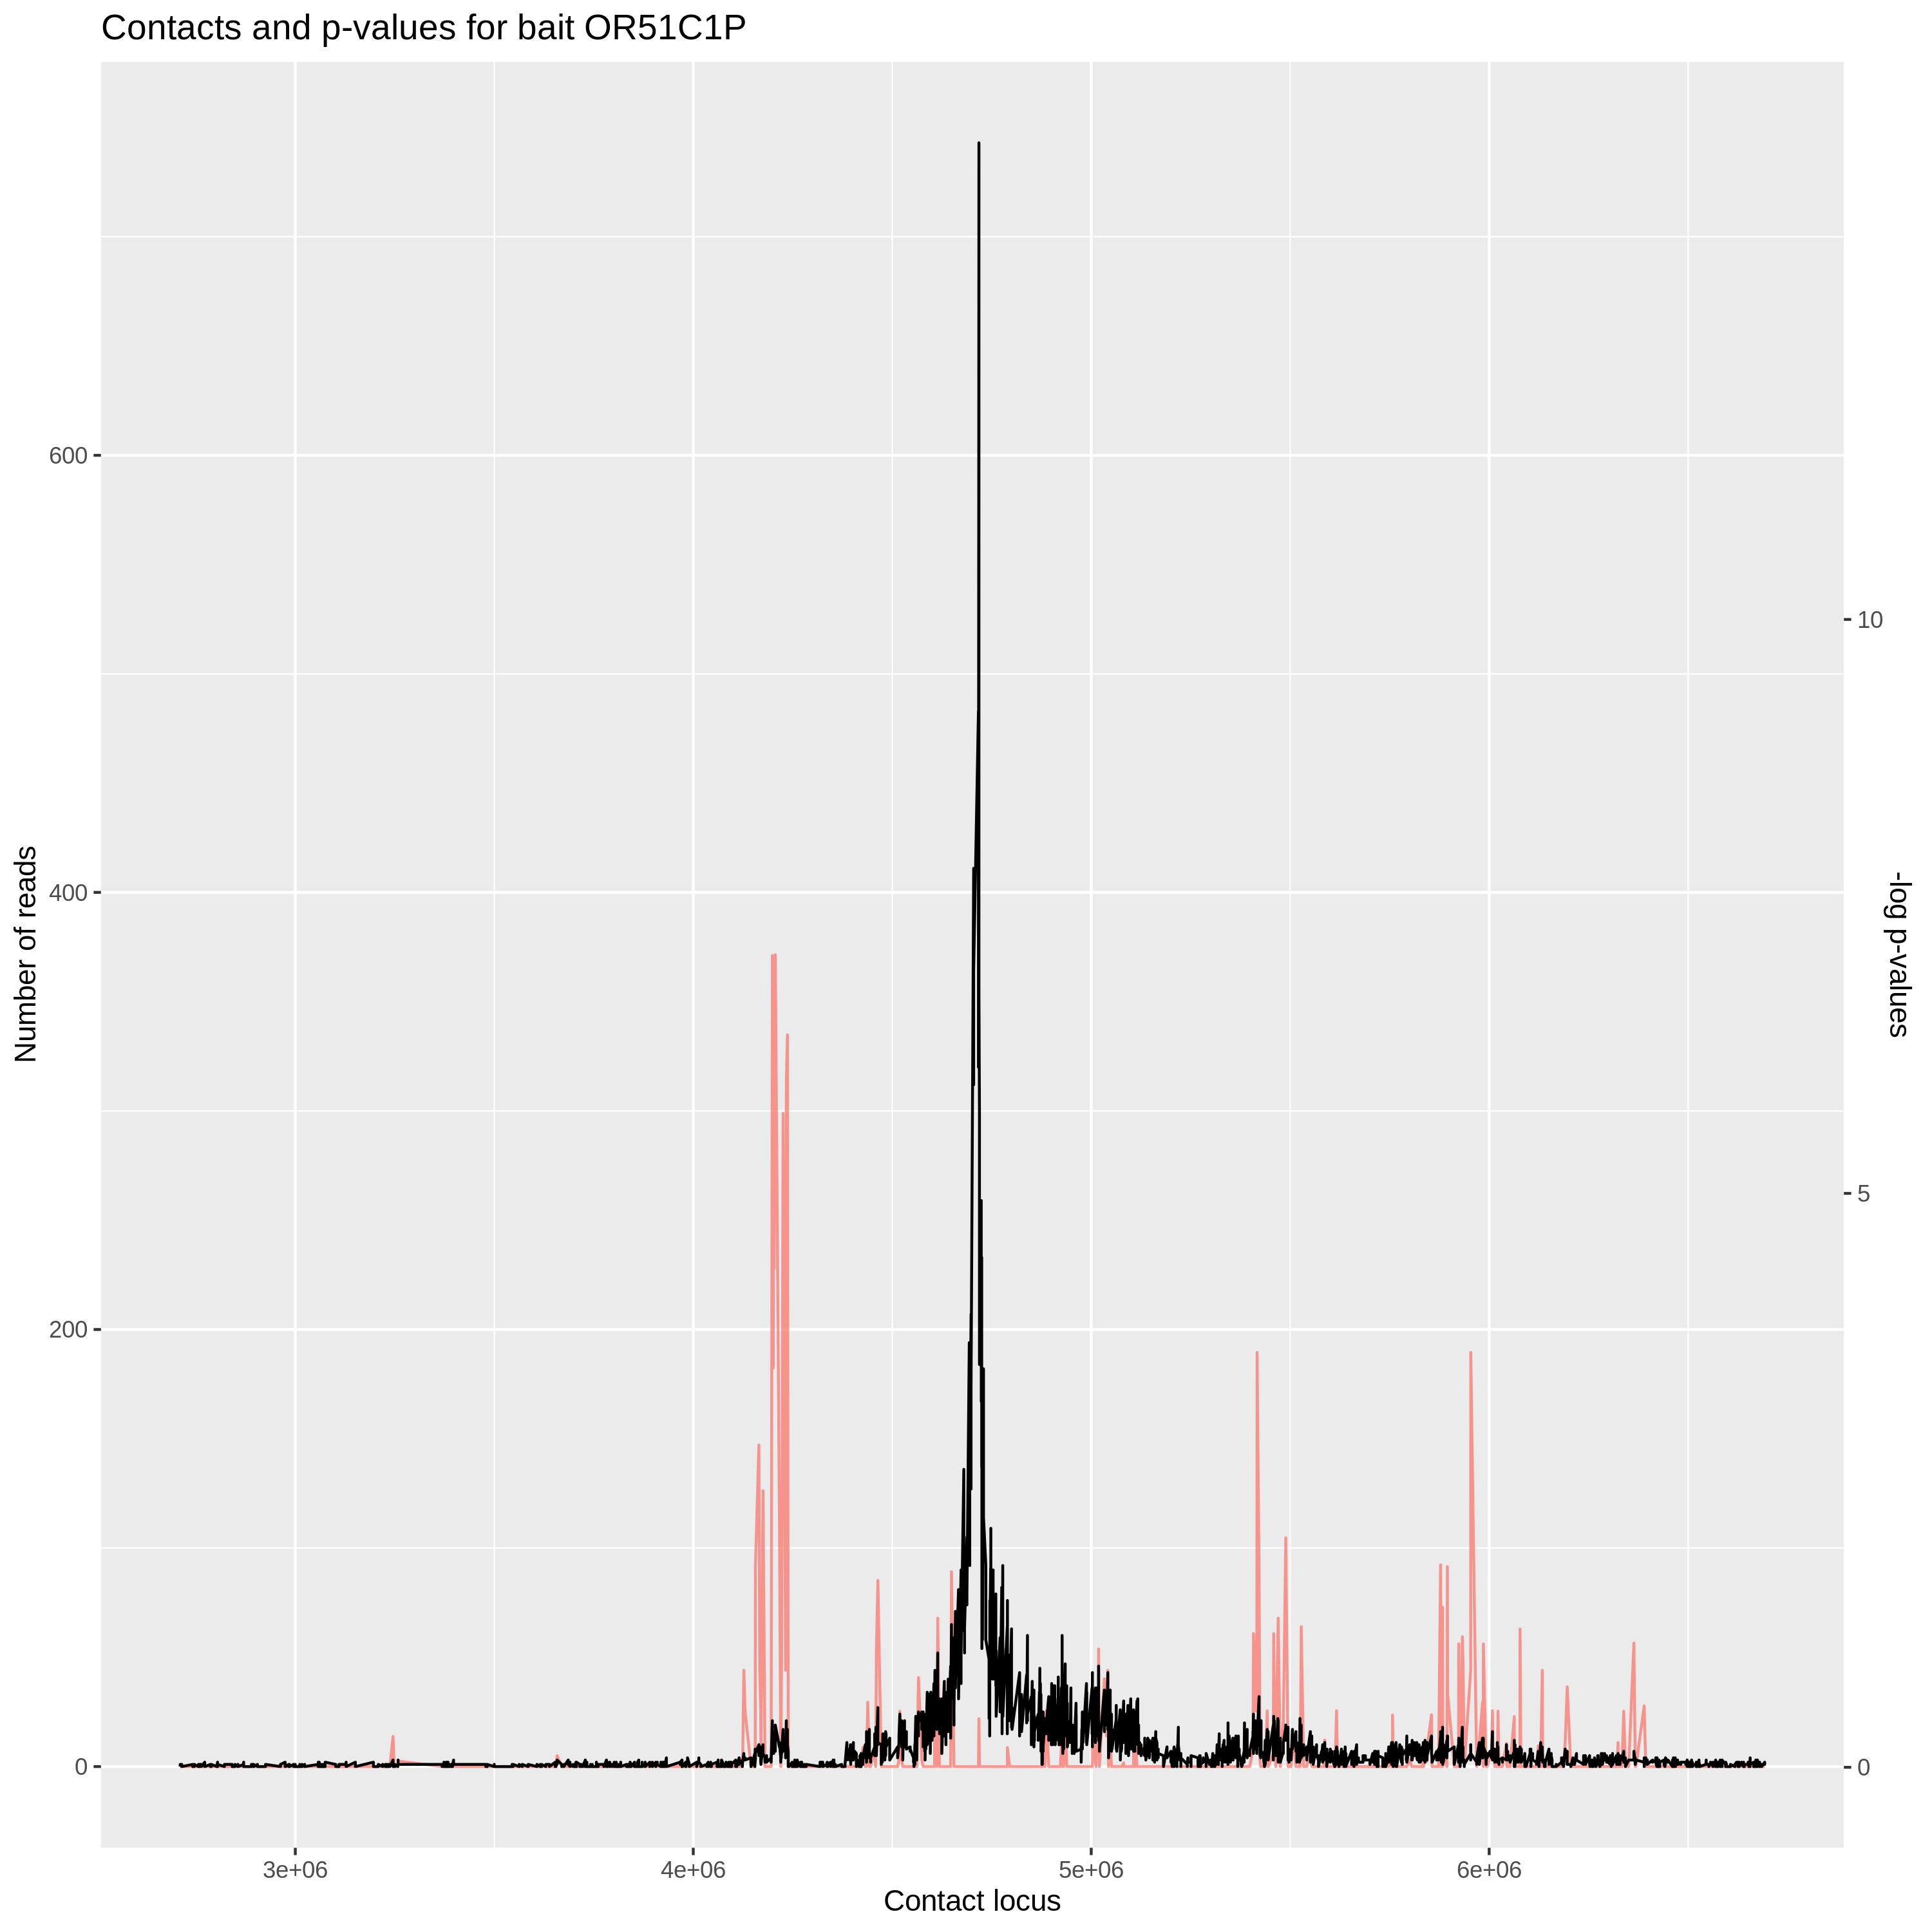 Contacts and p-values for bait OR51C1P
Number of reads
600
400
200
0
10
5
0
-log p-values
3e+06 4e+06 5e+06 6e+06
Contact locus